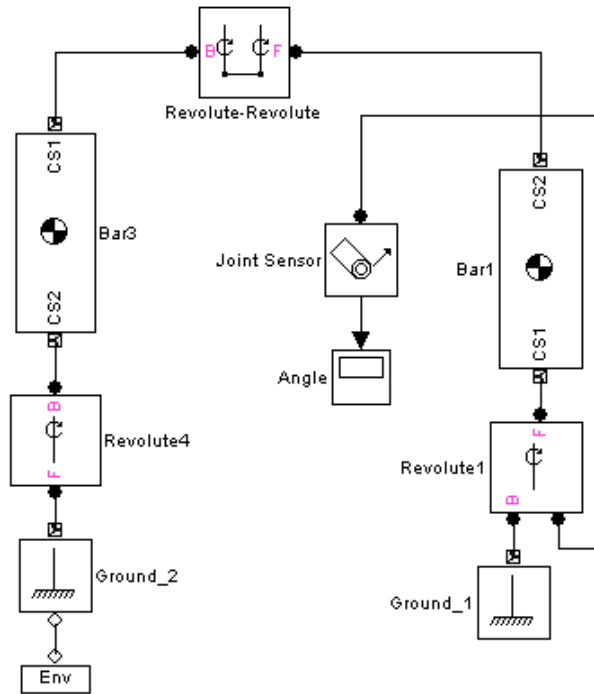 B F
Revolute-Revolute
CS1
Bar3
CS2
CS2
Bar1
CS1
Joint Sensor
Angle
B
Revolute4
F
F
Revolute1
B
Ground_2
Ground_1
Env